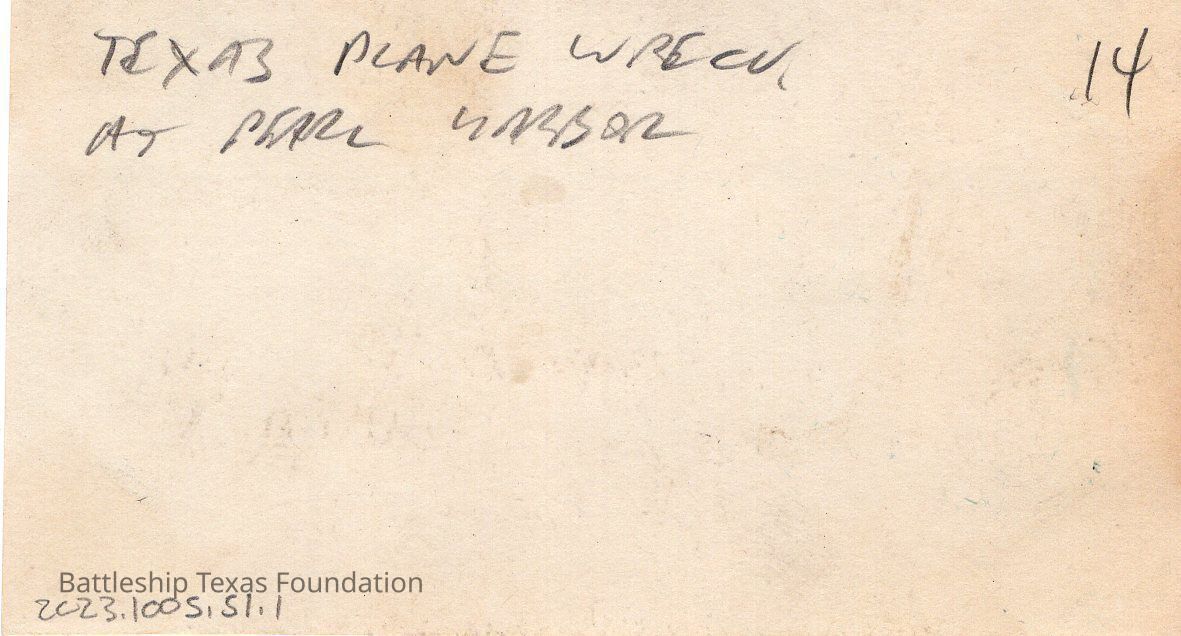 TEXAS PLANE WRECK 14
AT PEARL HARBOR
Battleship Texas Foundation
2023.1005.51.1